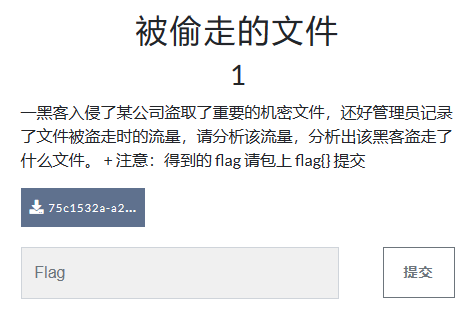 被偷走的文件
1
一黑客入侵了某公司盗取了重要的机密文件，还好管理员记录
了文件被盗走时的流量，请分析该流量，分析出该黑客盗走了
什么文件。 + 注意：得到的 flag 请包上 flag{} 提交
75c1532a-a2...
Flag
提交